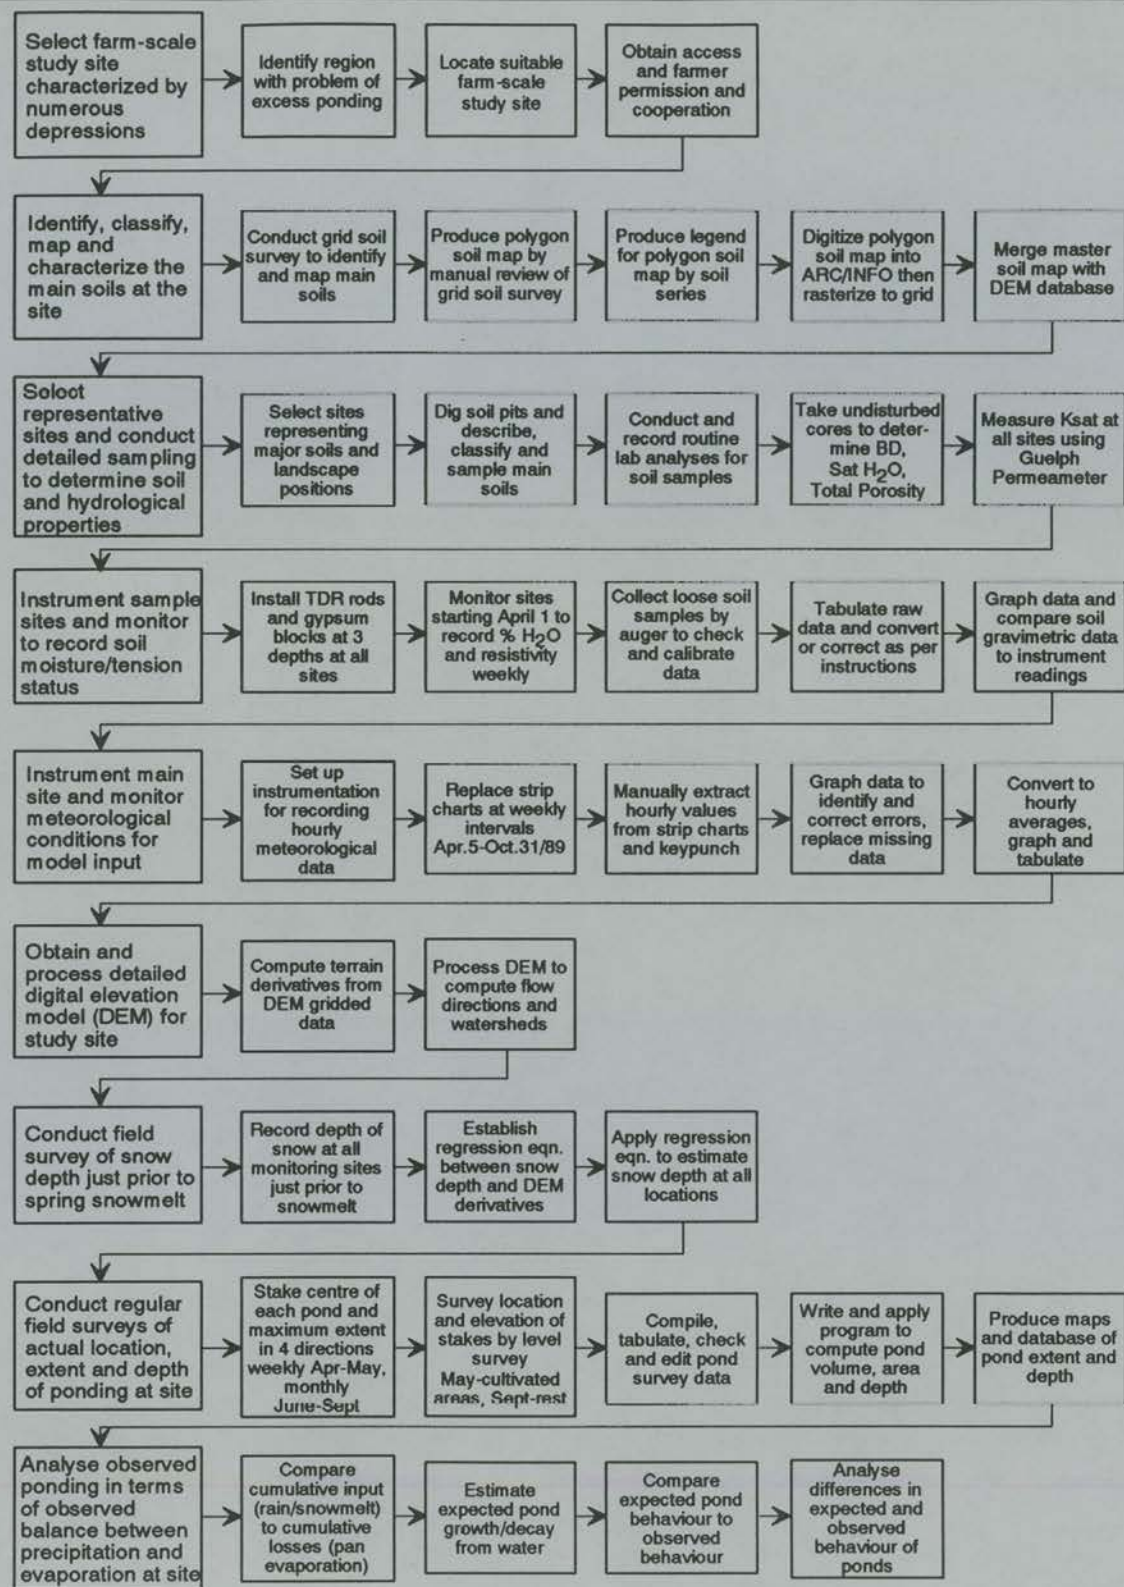 Select farm-scale
study site
characterized by
numerous
depressions
Identify region
with problem of
excess ponding
Locate suitable
farm-scale
study site
Obtain access
and farmer
permission and
cooperation
Identify, classify,
map and
characterize the
main soils at the
site
Conduct grid soil
survey to identify
and map main
soils
Produce polygon
soil map by
manual review of
grid soil survey
Produce legend
for polygon soil
map by soil
series
Digitize polygon
soil map into
ARC/INFO then
rasterize to grid
Merge master
soil map with
DEM database
Soloot
representative
sites and conduct
detailed sampling
to determine soil
and hydrological
properties
Select sites
representing
major soils and
landscape
positions
Dig soil pits and
describe,
classify and
sample main
soils
Conduct and
record routine
lab analyses for
soil samples
Take undisturbed
cores to deter-
mine BD,
Sat H2O,
Total Porosity
Measure Ksat at
all sites using
Guelph
Permeameter
Instrument sample
sites and monitor
to record soil
moisture/tension
status
Install TDR rods
and gypsum
blocks at 3
depths at all
sites
Monitor sites
starting April 1 to
record % H2O
and resistivity
weekly
Collect loose soil
samples by
auger to check
and calibrate
data
Tabulate raw
data and convert
or correct as per
instructions
Graph data and
compare soil
gravimetric data
to instrument
readings
Instrument main
site and monitor
meteorological
conditions for
model input
Set up
instrumentation
for recording
hourly
meteorological
data
Replace strip
charts at weekly
intervals
Apr.5-Oct.31/89
Manually extract
hourly values
from strip charts
and keypunch
Graph data to
identify and
correct errors,
replace missing
data
Convert to
hourly
averages,
graph and
tabulate
Obtain and
process detailed
digital elevation
model (DEM) for
study site
Compute terrain
derivatives from
DEM gridded
data
Process DEM to
compute flow
directions and
watersheds
Conduct field
survey of snow
depth just prior to
spring snowmelt
Record depth of
snow at all
monitoring sites
just prior to
snowmelt
Establish
regression eqn.
between snow
depth and DEM
derivatives
Apply regression
eqn. to estimate
snow depth at all
locations
Conduct regular
field surveys of
actual location,
extent and depth
of ponding at site
Stake centre of
each pond and
maximum extent
in 4 directions
weekly Apr-May,
monthly
June-Sept
Survey location
and elevation of
stakes by level
survey
May-cultivated
areas, Sept-rest
Compile,
tabulate, check
and edit pond
survey data
Write and apply
program to
compute pond
volume, area
and depth
Produce maps
and database of
pond extent and
depth
Analyse observed
ponding in terms
of observed
balance between
precipitation and
evaporation at site
Compare
cumulative input
(rain/snowmelt)
to cumulative
losses (pan
evaporation)
Estimate
expected pond
growth/decay
from water
Compare
expected pond
behaviour to
observed
behaviour
Analyse
differences in
expected and
observed
behaviour of
ponds